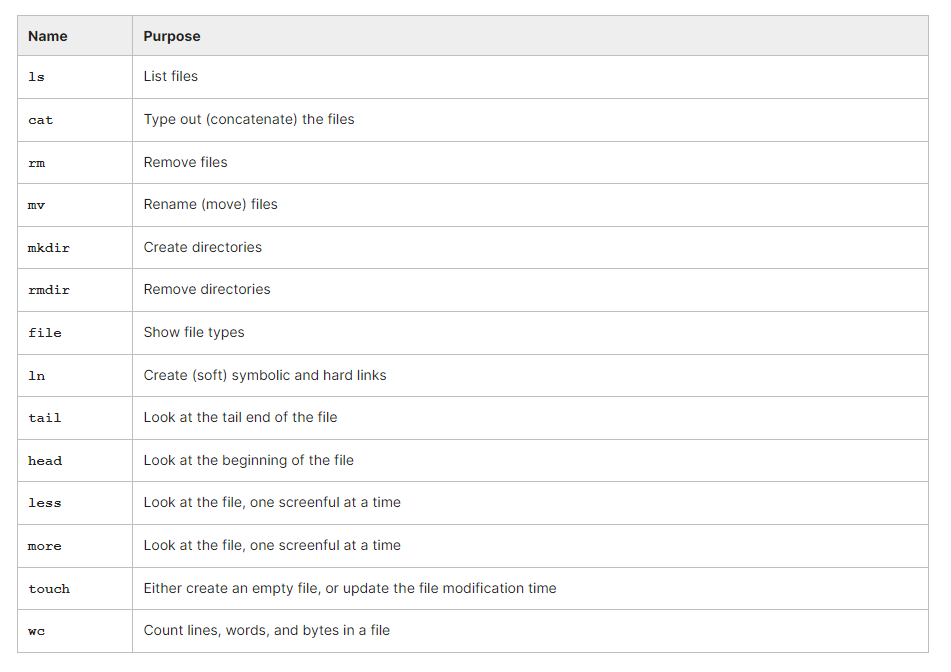 Name Purpose
ls List files
cat Type out (concatenate) the files
rm Remove files
mv Rename (move) files
mkdir Create directories
rmdir Remove directories
file Show file types
ln Create (soft) symbolic and hard links
tail Look at the tail end of the file
head Look at the beginning of the file
less Look at the file, one screenful at a time
more Look at the file, one screenful at a time
touch Either create an empty file, or update the file modification time
wc Count lines, words, and bytes in a file